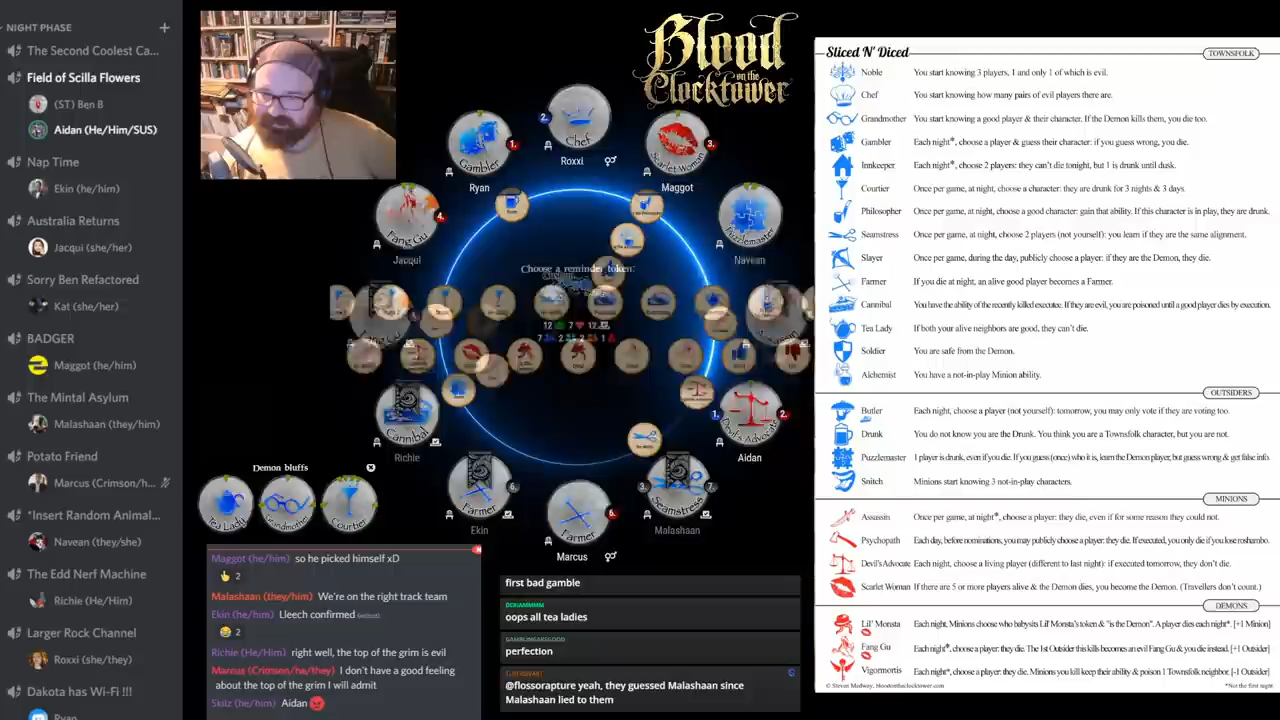 NIGHT PHASE
The Second Coolest Ca...
Field of Scilla Flowers
(ST) Ben B
Aidan (He/Him/SUS)
Nap Time
Ekin (he/him)
Australia Returns
Jacqui (she/her)
Sorry Ben Refactored.
Kat (she/her)
BADGER
Maggot (he/him)
The Mintal Asylum
Malashaan (they/him)
Potato Friend
Marcus (Crimson/h...
*Insert Random Animal...
Navean (they/she)
The Edd Nerf Machine
Richie (He/Him)
Larger Rock Channel
Roxxi (she/they)
Dakota has WI-FI !!!
Ryan
Blood
on the
Clocktower
Chef
2.
Roxxi
Gambler
1.
Ryan
Scarlet Woman
3.
Maggot
Fang Gu
4.
Jacqui
Puzzlemaster
Naveen
Choose a reminder token:
12 7 12
Cannibal
Richie
1.
Devil's Advocate
2.
Aidan
Farmer
6.
Ekin
Farmer
6.
Marcus
3.
Seamstress
7.
Malashaan
Demon bluffs
Tea Lady
Grandmother
Courtier
Maggot (he/him) so he picked himself xD
2
Malashaan (they/him) We're on the right track team
Ekin (he/him) Lleech confirmed (edited)
2
Richie (He/Him) right well, the top of the grim is evil
Marcus (Crimson/he/they) I don't have a good feeling
about the top of the grim I will admit
Skilz (he/him) Aidan
first bad gamble
oops all tea ladies
perfection
@flossorapture yeah, they guessed Malashaan since
Malashaan lied to them
Sliced N' Diced
TOWNSFOLK
Noble You start knowing 3 players, 1 and only 1 of which is evil.
Chef You start knowing how many pairs of evil players there are.
Grandmother You start knowing a good player & their character. If the Demon kills them, you die too.
Gambler Each night*, choose a player & guess their character: if you guess wrong, you die.
Innkeeper Each night*, choose 2 players: they can't die tonight, but 1 is drunk until dusk.
Courtier Once per game, at night, choose a character: they are drunk for 3 nights & 3 days.
Philosopher Once per game, at night, choose a good character: gain that ability. If this character is in play, they are drunk.
Seamstress Once per game, at night, choose 2 players (not yourself): you learn if they are the same alignment.
Slayer Once per game, during the day, publicly choose a player: if they are the Demon, they die.
Farmer If you die at night, an alive good player becomes a Farmer.
Cannibal You have the ability of the recently killed executee. If they are evil, you are poisoned until a good player dies by execution.
Tea Lady If both your alive neighbors are good, they can't die.
Soldier You are safe from the Demon.
Alchemist You have a not-in-play Minion ability.
OUTSIDERS
Butler Each night, choose a player (not yourself): tomorrow, you may only vote if they are voting too.
Drunk You do not know you are the Drunk. You think you are a Townsfolk character, but you are not.
Puzzlemaster 1 player is drunk, even if you die. If you guess (once) who it is, learn the Demon player, but guess wrong & get false info.
Snitch Minions start knowing 3 not-in-play characters.
MINIONS
Assassin Once per game, at night*, choose a player: they die, even if for some reason they could not.
Psychopath Each day, before nominations, you may publicly choose a player: they die. If executed, you only die if you lose roshambo.
Devil's Advocate Each night, choose a living player (different to last night): if executed tomorrow, they don't die.
Scarlet Woman If there are 5 or more players alive & the Demon dies, you become the Demon. (Travellers don't count.)
DEMONS
Lil' Monsta Each night, Minions choose who babysits Lil' Monsta's token & "is the Demon". A player dies each night*. [+1 Minion]
Fang Gu Each night*, choose a player: they die. The 1st Outsider this kills becomes an evil Fang Gu & you die instead. [+1 Outsider]
Vigormortis Each night*, choose a player: they die. Minions you kill keep their ability & poison 1 Townsfolk neighbor. [-1 Outsider]
© Steven Medway, bloodontheclocktower.com
*Not the first night